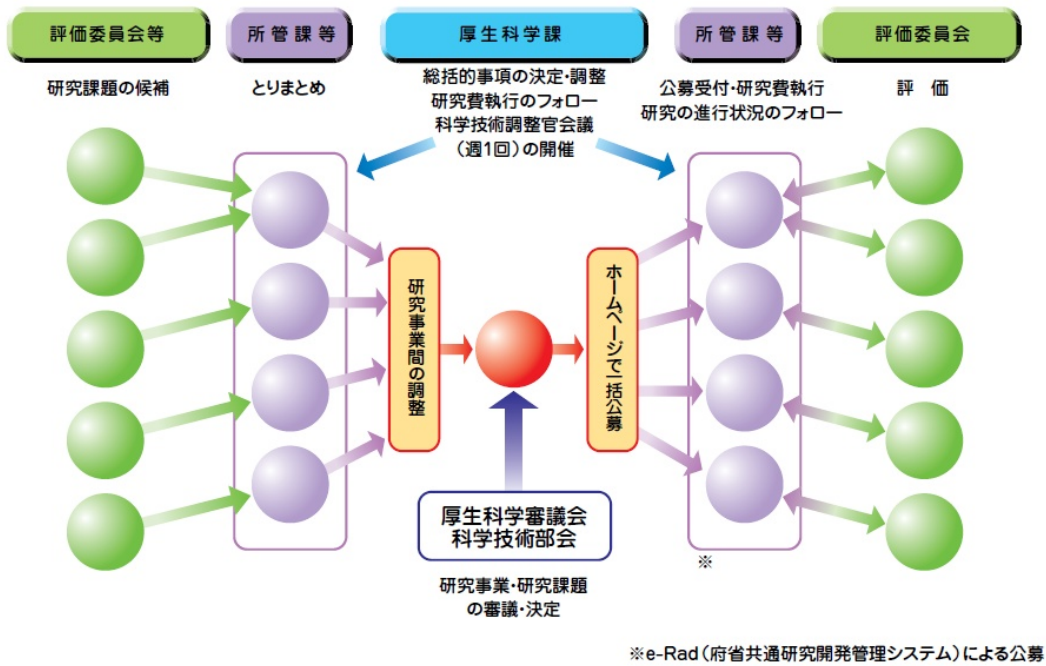 評価委員会等
所管課等
厚生科学課
所管課等
評価委員会
研究課題の候補
とりまとめ
総括的事項の決定・調整
研究費執行のフォロー
科学技術調整官会議
（週1回）の開催
公募受付・研究費執行
研究の進行状況のフォロー
評　価
研究事業間の調整
ホームページで一括公募
厚生科学審議会
科学技術部会
※
研究事業・研究課題
の審議・決定
※e-Rad（府省共通研究開発管理システム）による公募